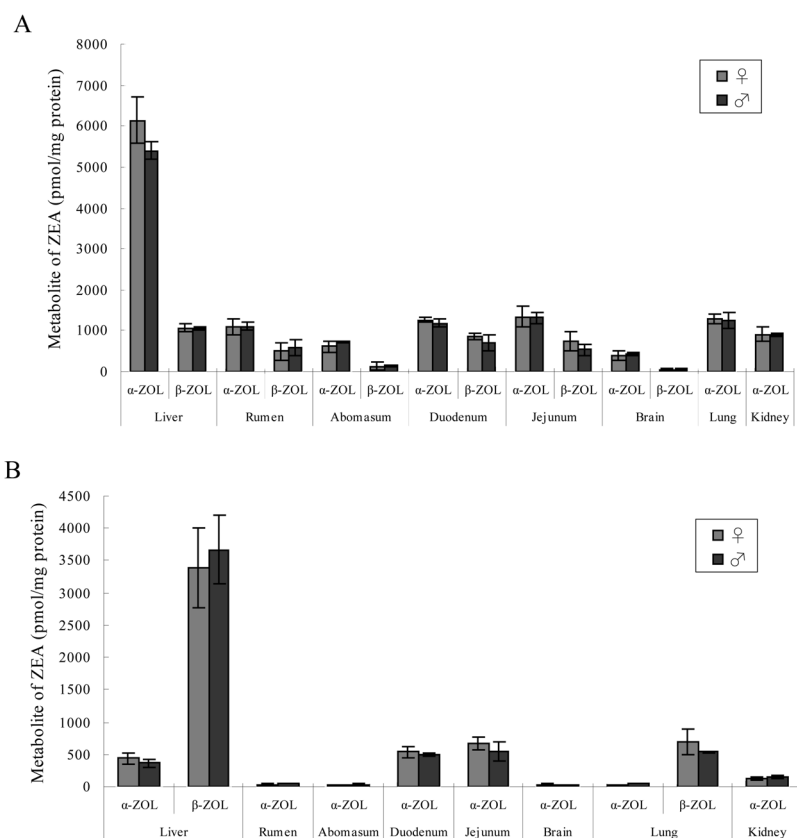 A
Metabolite of ZEA (pmol/mg protein)
8000
7000
6000
5000
4000
3000
2000
1000
0
♀
♂
α-ZOL β-ZOL α-ZOL β-ZOL α-ZOL β-ZOL α-ZOL β-ZOL α-ZOL β-ZOL α-ZOL β-ZOL α-ZOL α-ZOL
Liver Rumen Abomasum Duodenum Jejunum Brain Lung Kidney
B
Metabolite of ZEA (pmol/mg protein)
4500
4000
3500
3000
2500
2000
1500
1000
500
0
♀
♂
α-ZOL β-ZOL α-ZOL α-ZOL α-ZOL α-ZOL α-ZOL α-ZOL β-ZOL α-ZOL
Liver Rumen Abomasum Duodenum Jejunum Brain Lung Kidney